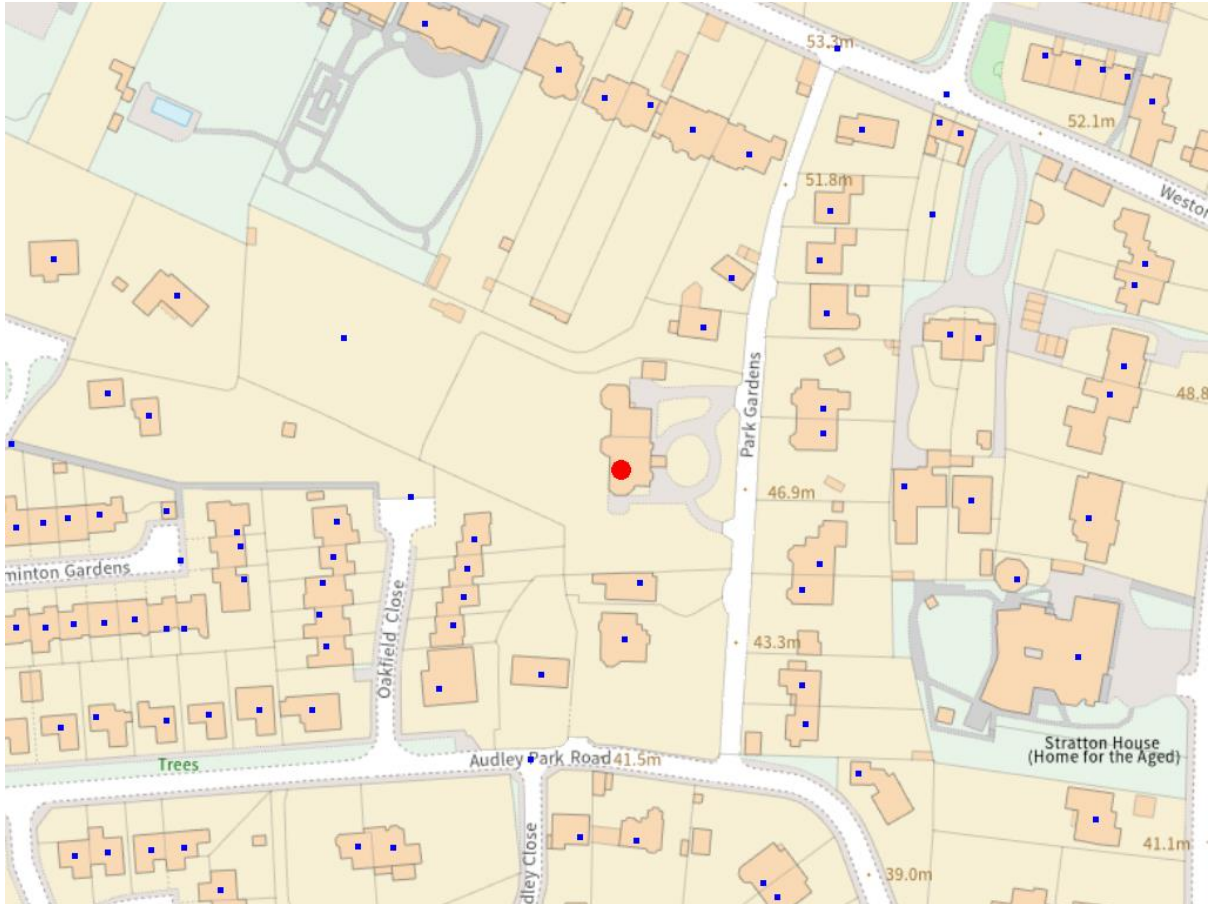 53.3m
52.1m
51.8m
Weston
Park Gardens
48.8
46.9m
minton Gardens
Oakfield Close
43.3m
Trees
Audley Park Road
41.5m
Stratton House
(Home for the Aged)
dley Close
41.1m
39.0m